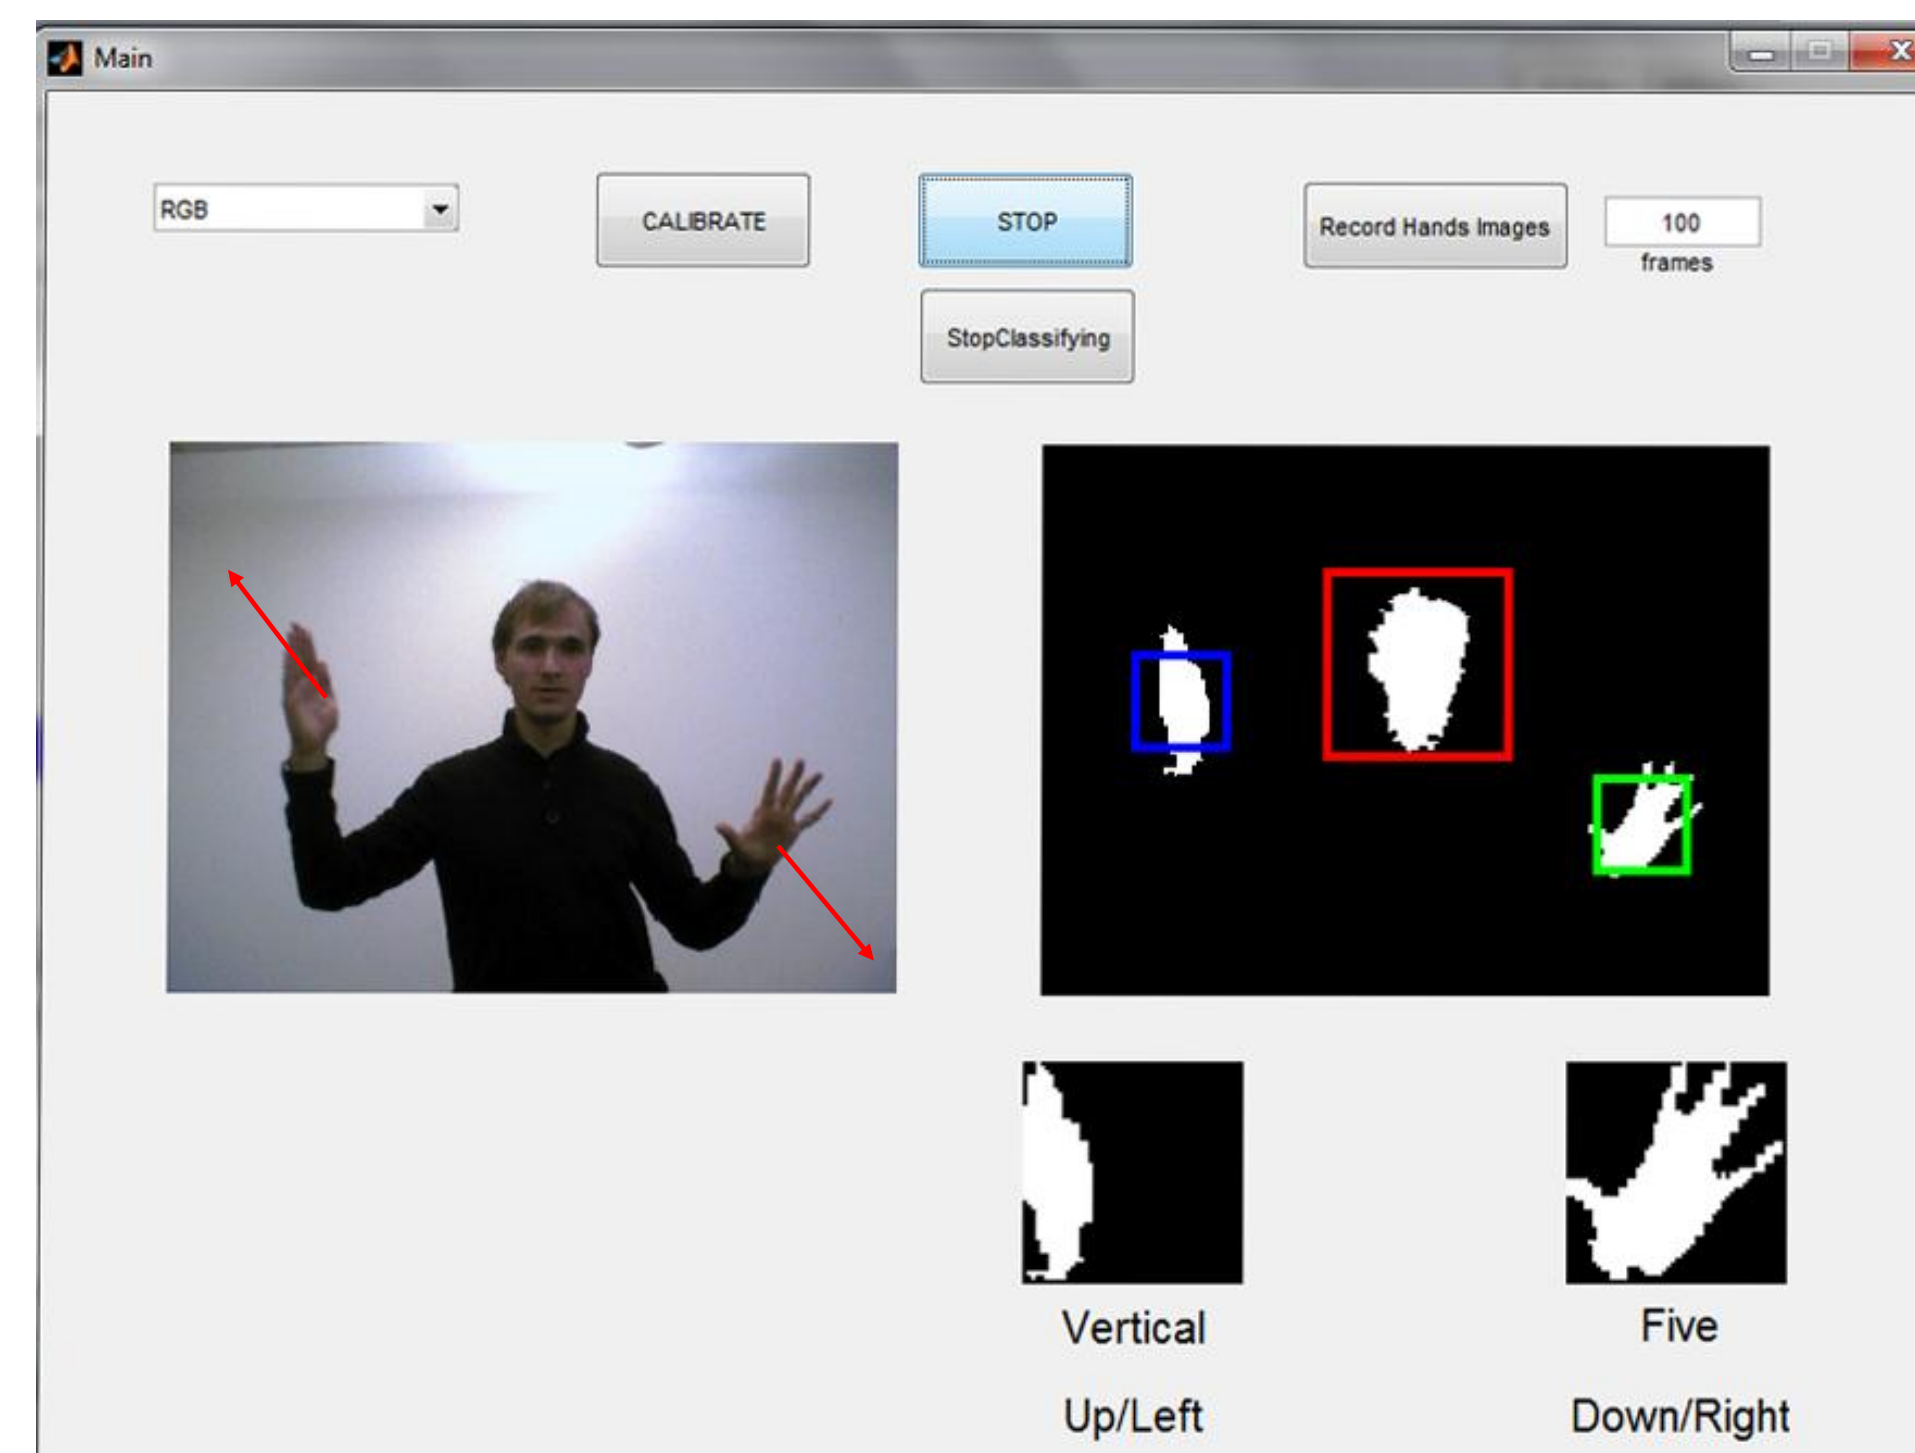 Main
RGB
CALIBRATE
STOP
Record Hands Images
100
frames
StopClassifying
Vertical
Five
Up/Left
Down/Right